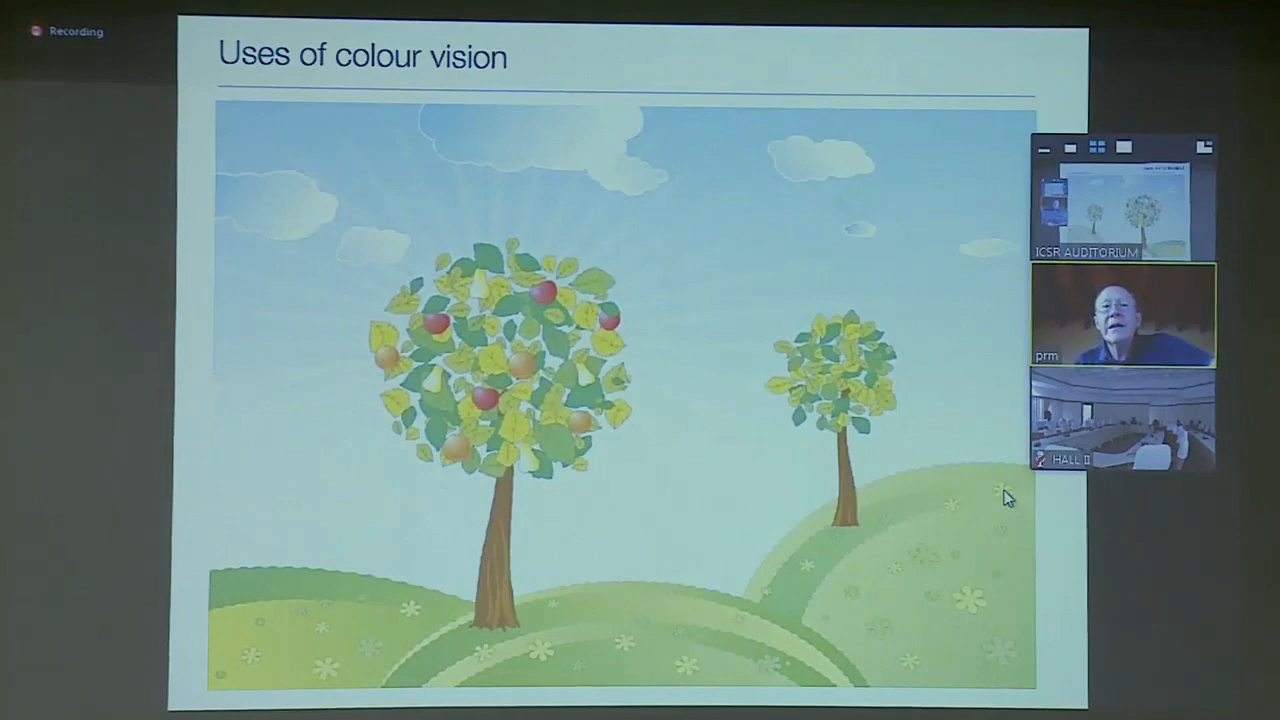 Recording
Uses of colour vision
ICSR AUDITORIUM
prm
HALL II